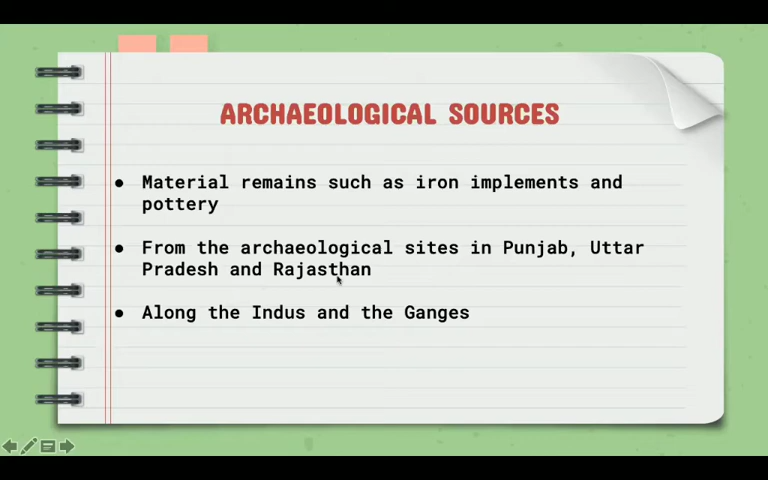 ARCHAEOLOGICAL SOURCES
● Material remains such as iron implements and
pottery
● From the archaeological sites in Punjab, Uttar
Pradesh and Rajasthan
● Along the Indus and the Ganges